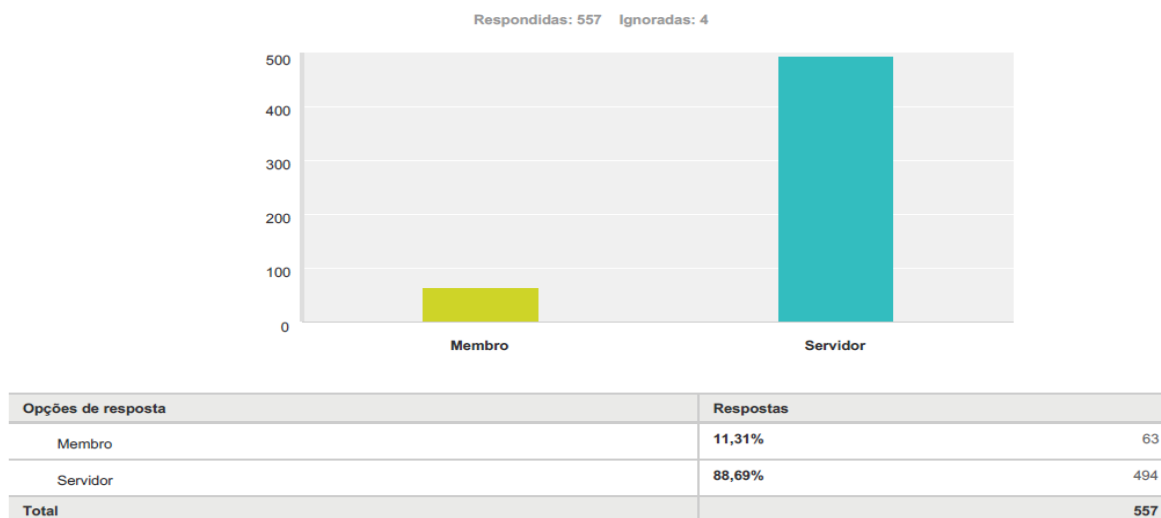 Respondidas: 557 Ignoradas: 4
500
400
300
200
100
0
Membro Servidor
Opções de resposta Respostas
Membro 11,31% 63
Servidor 88,69% 494
Total 557